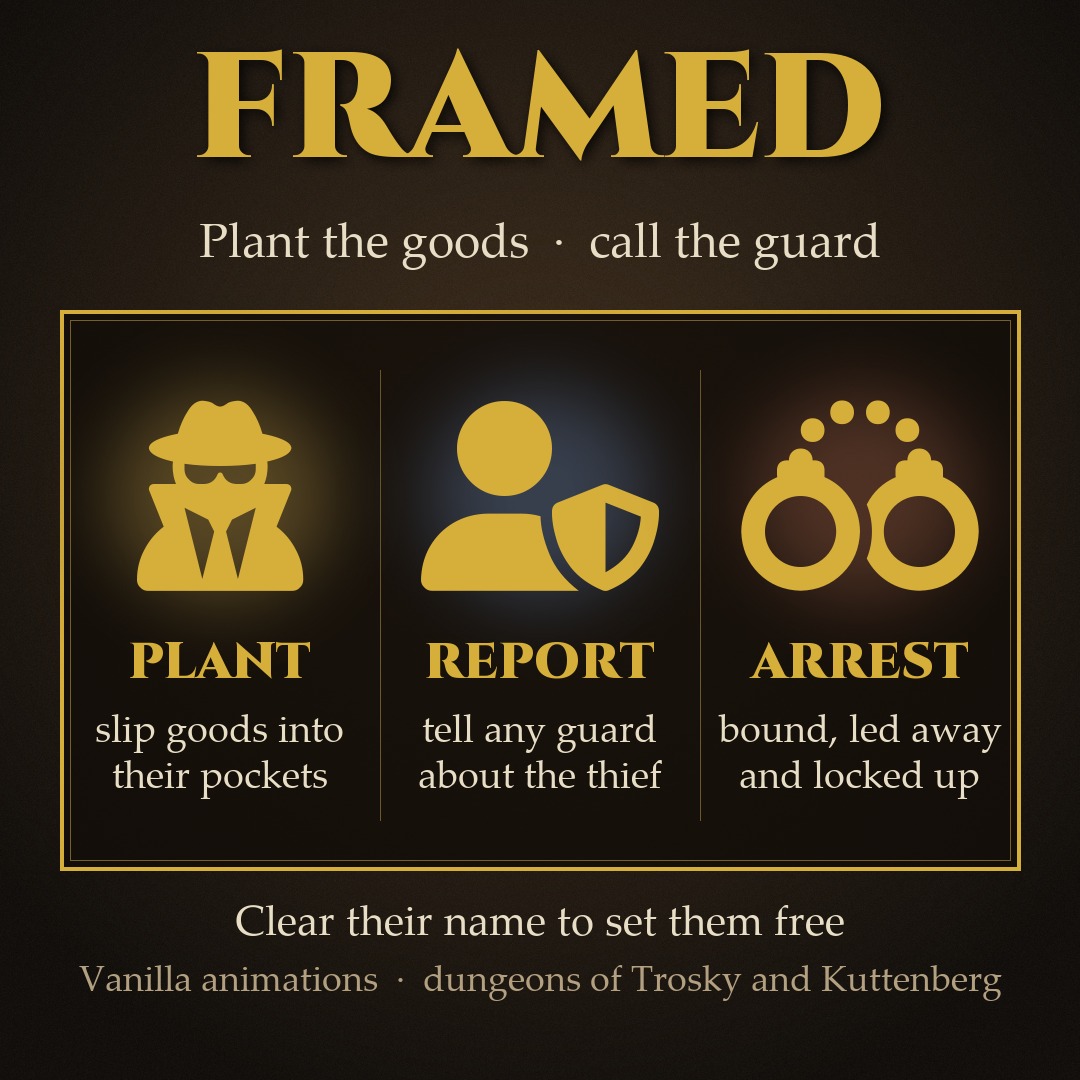 FRAMED
Plant the goods · call the guard
PLANT
slip goods into
their pockets
REPORT
tell any guard
about the thief
ARREST
bound, led away
and locked up
Clear their name to set them free
Vanilla animations · dungeons of Trosky and Kuttenberg